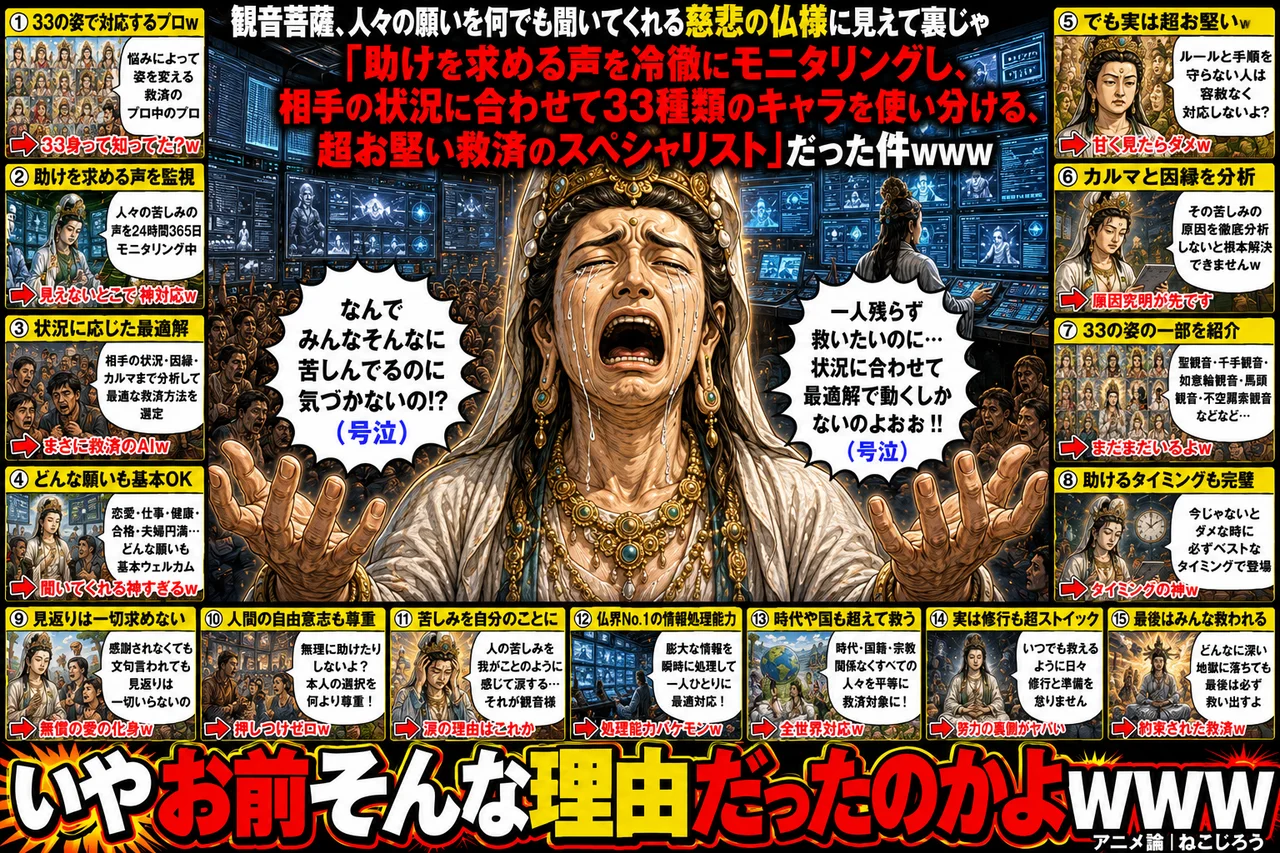 観音菩薩、人々の願いを何でも聞いてくれる慈悲の仏様に見えて裏じゃ
「助けを求める声を冷徹にモニタリングし、
相手の状況に合わせて33種類のキャラを使い分ける、
超お堅い救済のスペシャリスト」だった件www
① 33の姿で対応するプロw
悩みによって
姿を変える
救済の
プロ中のプロ
33身って知ってた?w
② 助けを求める声を監視
人々の苦しみの
声を24時間365日
モニタリング中
見えないとこで神対応w
③ 状況に応じた最適解
相手の状況・因縁・
カルマまで分析して
最適な救済方法を
選定
まさに救済のAIw
④ どんな願いも基本OK
恋愛・仕事・健康・
合格・夫婦円満…
どんな願いも
基本ウェルカム
聞いてくれる神すぎるw
なんで
みんなそんなに
苦しんでるのに
気づかないの!?
(号泣)
一人残らず
救いたいのに…
状況に合わせて
最適解で動くしか
ないのよおぉ!!
(号泣)
⑤ でも実は超お堅いw
ルールと手順を
守らない人は
容赦なく
対応しないよ?
甘く見たらダメw
⑥ カルマと因縁を分析
その苦しみの
原因を徹底分析
しないと根本解決
できませんw
原因究明が先です
⑦ 33の姿の一部を紹介
聖観音・千手観音・
如意輪観音・馬頭
観音・不空羂索観音
などなど…
まだまだいるよw
⑧ 助けるタイミングも完璧
今じゃないと
ダメな時に
必ずベストな
タイミングで登場
タイミングの神w
⑨ 見返りは一切求めない
感謝されなくても
文句言われても
見返りは
一切いらないの
無償の愛の化身w
⑩ 人間の自由意志も尊重
無理に助けたり
しないよ?
本人の選択を
何より尊重!
押しつけゼロw
⑪ 苦しみを自分のことに
人の苦しみを
我がことのように
感じて涙する…
それが観音様
涙の理由はこれか
⑫ 仏界No.1の情報処理能力
膨大な情報を
瞬時に処理して
一人ひとりに
最適対応!
処理能力バケモンw
⑬ 時代や国も超えて救う
時代・国籍・宗教
関係なくすべての
人々を平等に
救済対象に!
全世界対応w
⑭ 実は修行も超ストイック
いつでも救える
ように日々
修行と準備を
怠りません
努力の裏側がヤバい
⑮ 最後はみんな救われる
どんなに深い
地獄に落ちても
最後は必ず
救い出すよ
約束された救済w
いやお前そんな理由だったのかよwww
アニメ論|ねこじろう